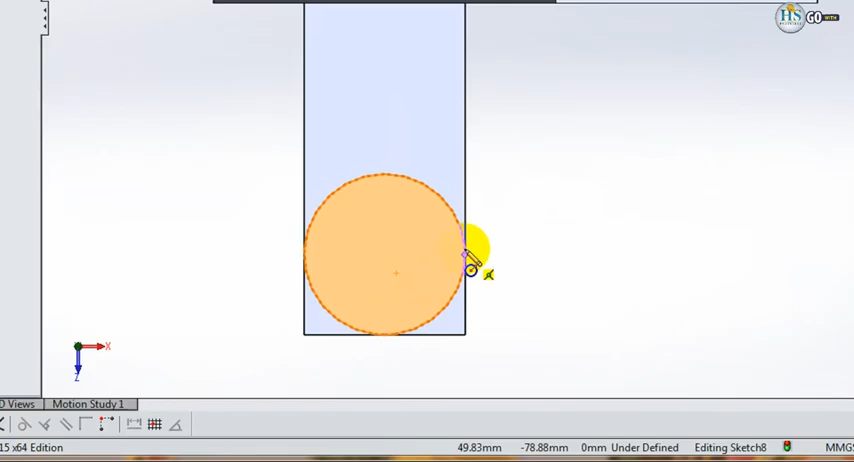 HS GO WITH
X
Z
D Views Motion Study 1
15 x64 Edition 49.83mm -78.88mm 0mm Under Defined Editing Sketch8 MMGS